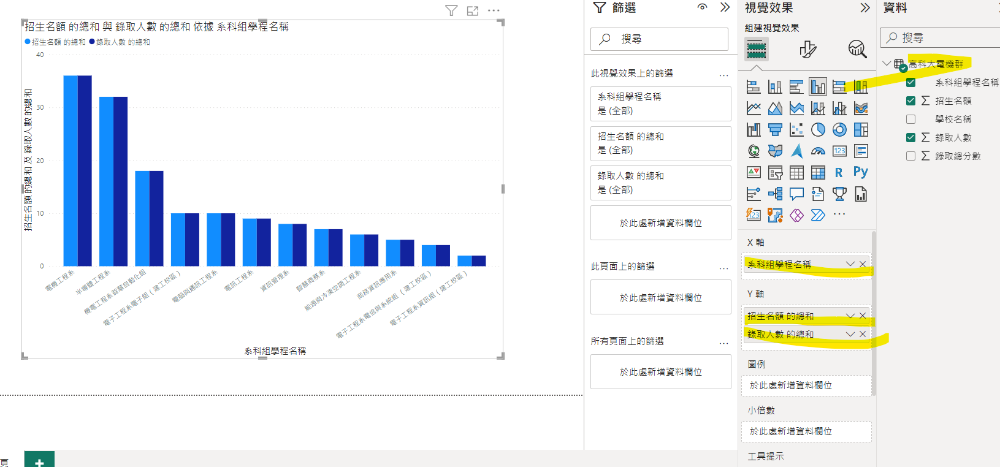 招生名額 的總和 與 錄取人數 的總和 依據 系科組學程名稱
招生名額 的總和 錄取人數 的總和
40
30
20
10
0
招生名額 的總和 及 錄取人數 的總和
電機工程系
半導體工程系
機電工程系智慧自動化組
電子工程系電子組（建工校區）
電腦與通訊工程系
電訊工程系
資訊管理系
智慧商務系
能源與冷凍空調工程系
商務資訊應用系
電子工程系電信與系統組（建工校區）
電子工程系資訊組（建工校區）
系科組學程名稱
頁
+
篩選
搜尋
此視覺效果上的篩選
...
系科組學程名稱
是 (全部)
招生名額 的總和
是 (全部)
錄取人數 的總和
是 (全部)
於此處新增資料欄位
此頁面上的篩選
...
於此處新增資料欄位
所有頁面上的篩選
...
於此處新增資料欄位
視覺效果
組建視覺效果
123
R
Py
123
...
X 軸
系科組學程名稱
Y 軸
招生名額 的總和
錄取人數 的總和
圖例
於此處新增資料欄位
小倍數
於此處新增資料欄位
工具提示
資料
搜尋
高科大電機群
系科組學程名稱
Σ 招生名額
學校名稱
Σ 錄取人數
Σ 錄取總分數